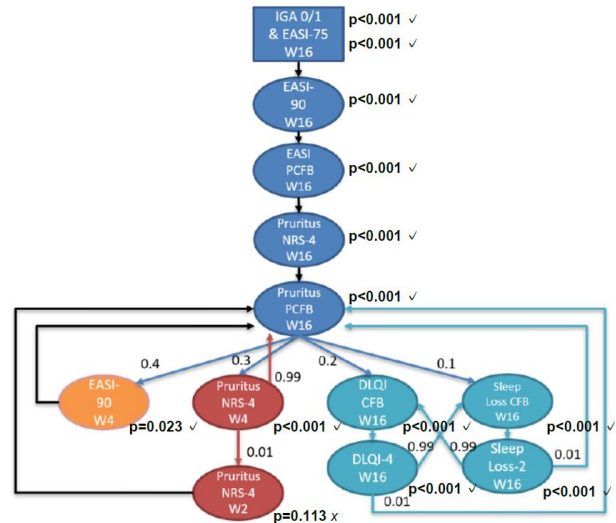 IGA 0/1
& EASI-75
W16
p<0.001 ✓
p<0.001 ✓
EASI-
90
W16
p<0.001 ✓
EASI
PCFB
W16
p<0.001 ✓
Pruritus
NRS-4
W16
p<0.001 ✓
Pruritus
PCFB
W16
p<0.001 ✓
0.4
0.3
0.2
0.1
0.99
EASI-
90
W4
p=0.023 ✓
Pruritus
NRS-4
W4
p<0.001 ✓
DLQI
CFB
W16
p<0.001 ✓
Sleep
Loss CFB
W16
p<0.001 ✓
0.01
0.99
0.99
0.01
Pruritus
NRS-4
W2
p=0.113 x
DLQI-4
W16
p<0.001 ✓
0.01
Sleep
Loss-2
W16
p<0.001 ✓